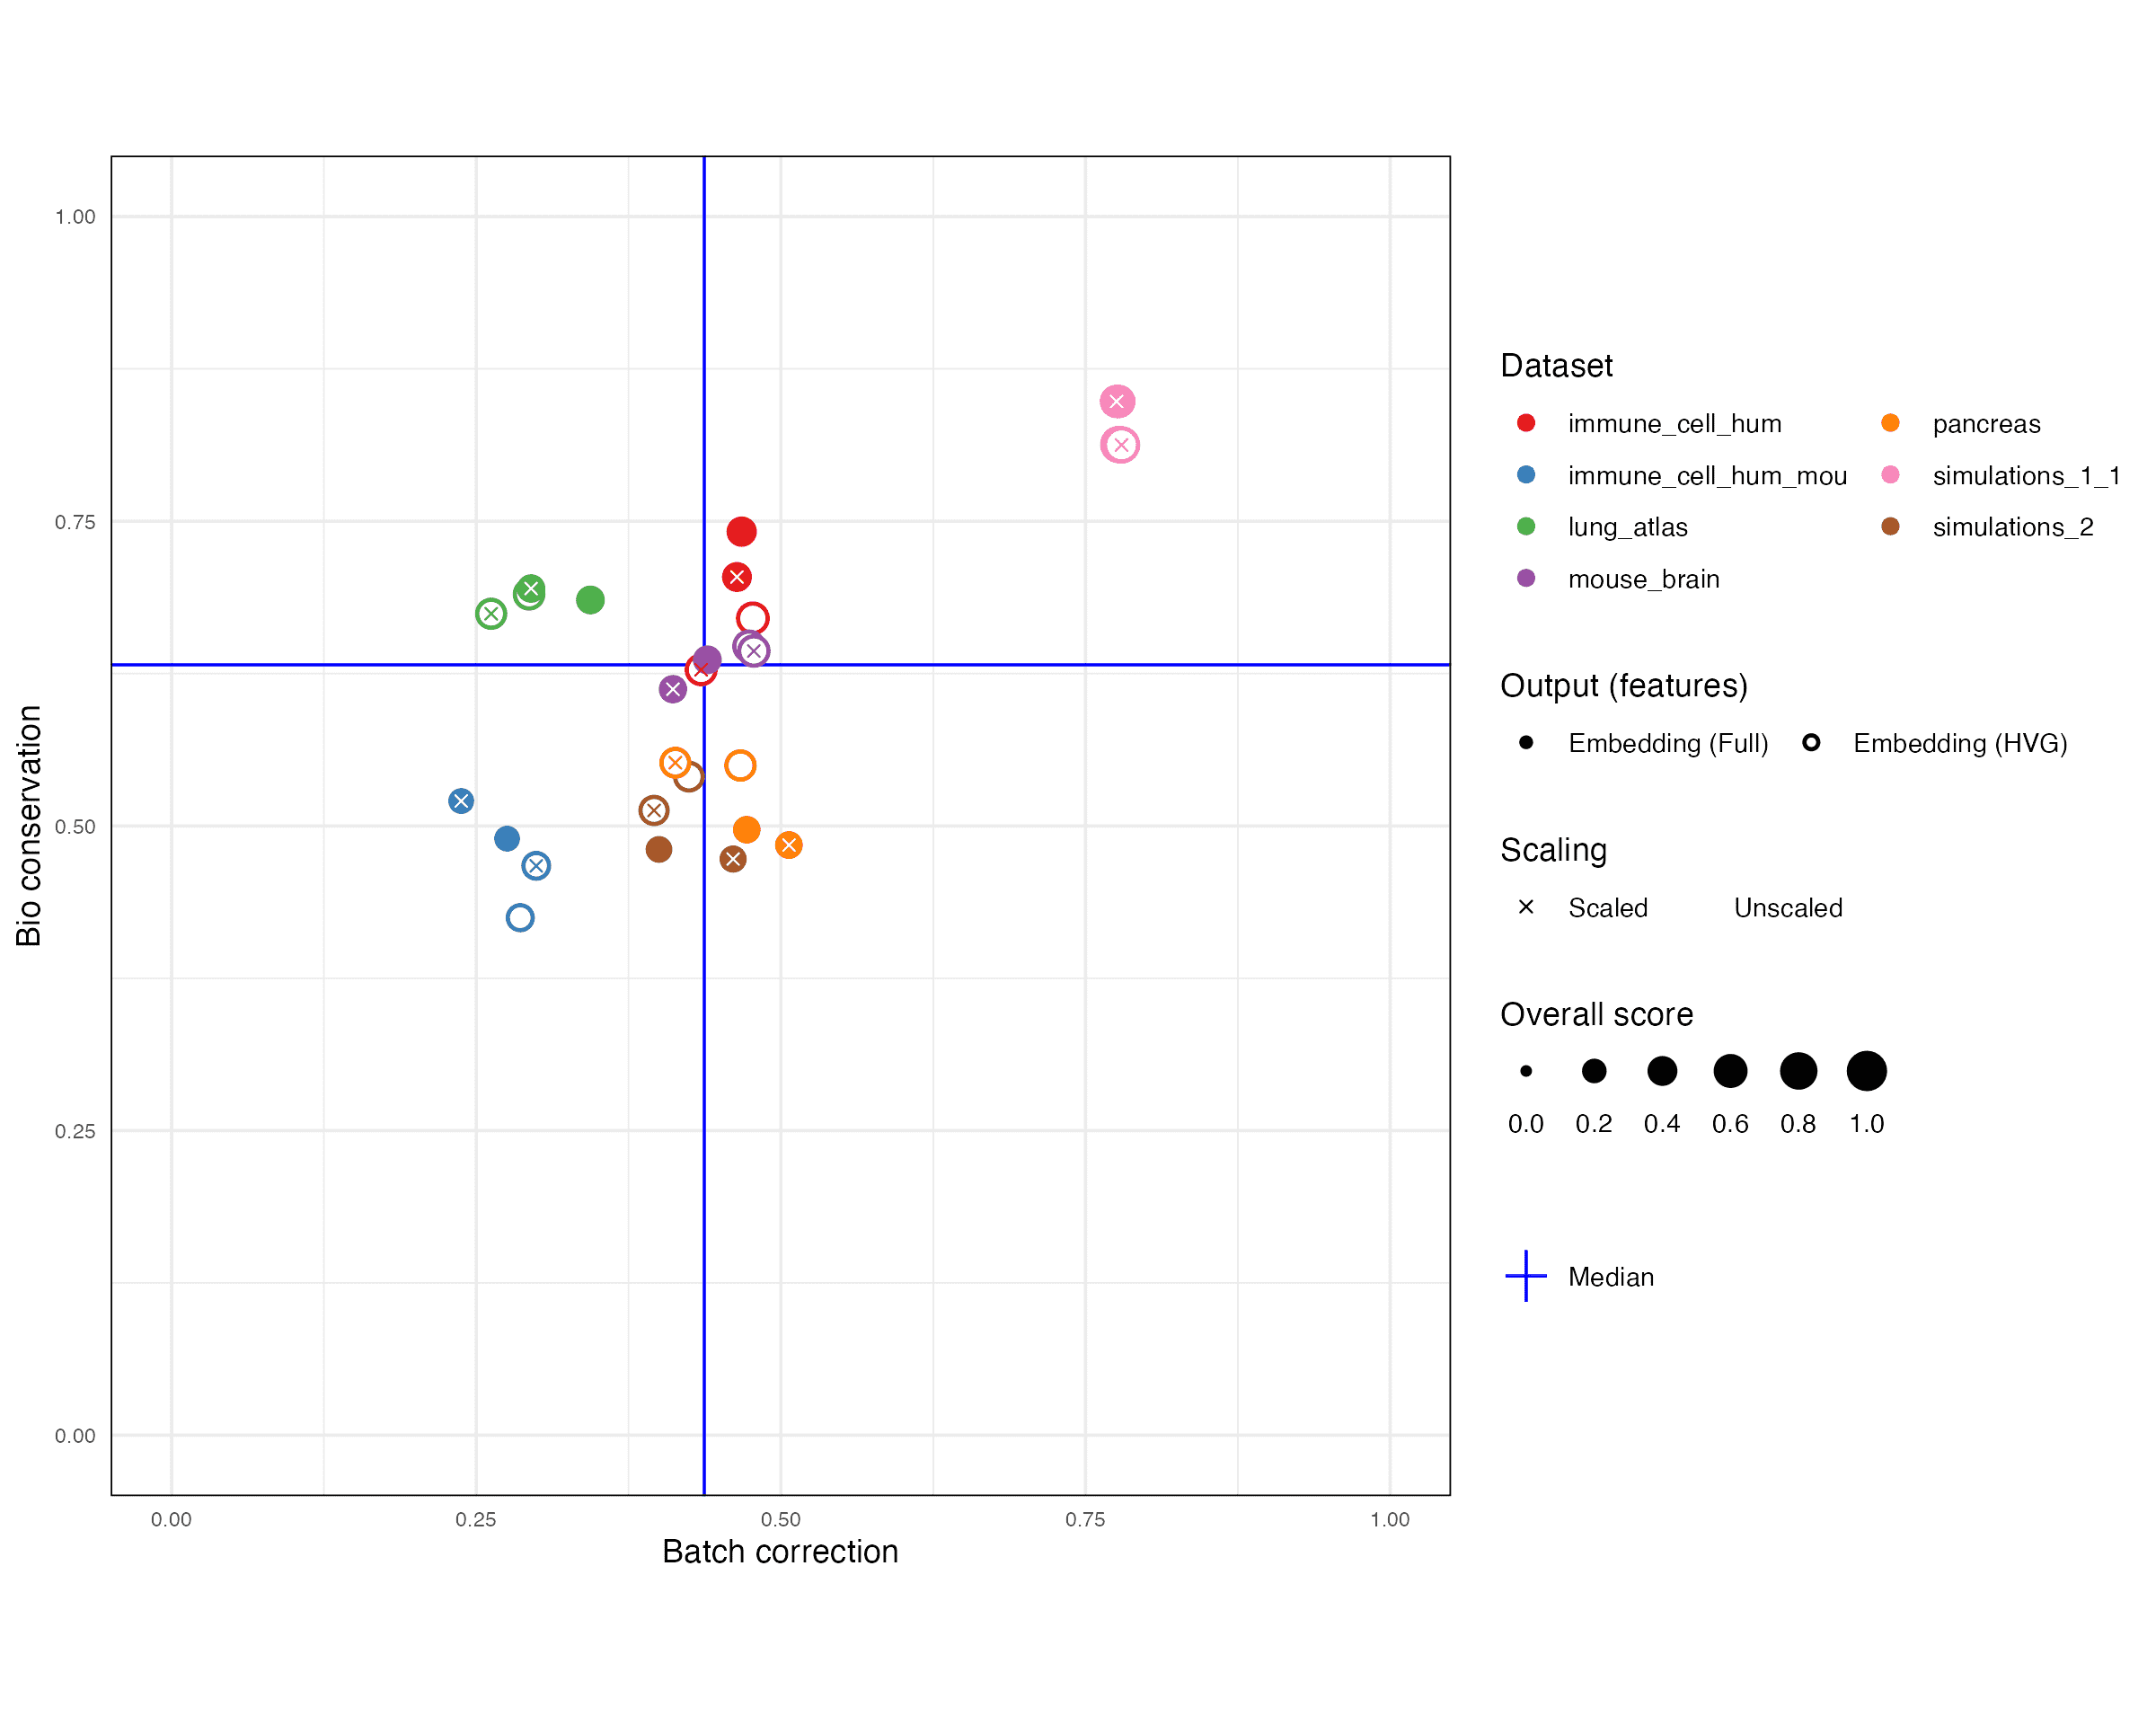 1.00
0.75
0.50
0.25
0.00
Bio conservation
0.00 0.25 0.50 0.75 1.00
Batch correction
Dataset
immune_cell_hum pancreas
immune_cell_hum_mou simulations_1_1
lung_atlas simulations_2
mouse_brain
Output (features)
Embedding (Full) Embedding (HVG)
Scaling
Scaled Unscaled
Overall score
0.0 0.2 0.4 0.6 0.8 1.0
Median